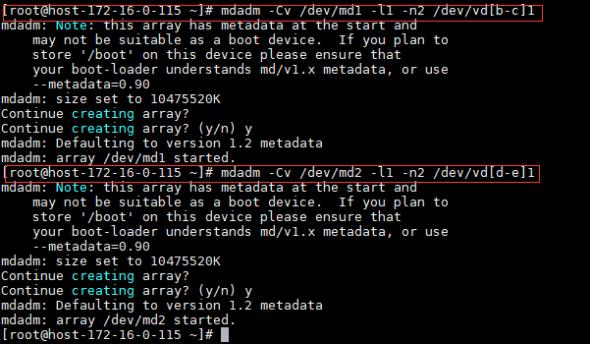 [root@host-172-16-0-115 ~]# mdadm -Cv /dev/md1 -l1 -n2 /dev/vd[b-c]1
mdadm: Note: this array has metadata at the start and
    may not be suitable as a boot device.  If you plan to
    store '/boot' on this device please ensure that
    your boot-loader understands md/v1.x metadata, or use
    --metadata=0.90
mdadm: size set to 10475520K
Continue creating array?
Continue creating array? (y/n) y
mdadm: Defaulting to version 1.2 metadata
mdadm: array /dev/md1 started.
[root@host-172-16-0-115 ~]# mdadm -Cv /dev/md2 -l1 -n2 /dev/vd[d-e]1
mdadm: Note: this array has metadata at the start and
    may not be suitable as a boot device.  If you plan to
    store '/boot' on this device please ensure that
    your boot-loader understands md/v1.x metadata, or use
    --metadata=0.90
mdadm: size set to 10475520K
Continue creating array?
Continue creating array? (y/n) y
mdadm: Defaulting to version 1.2 metadata
mdadm: array /dev/md2 started.
[root@host-172-16-0-115 ~]#